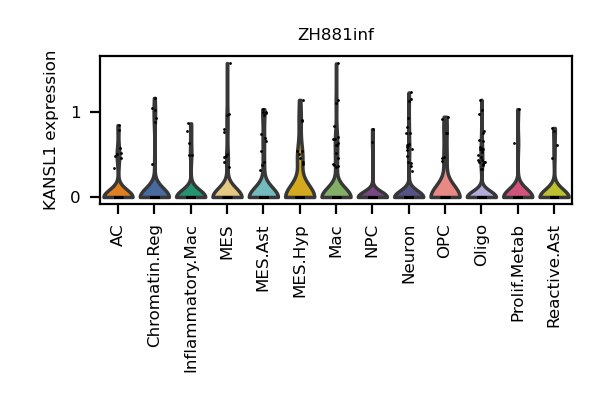 ZH881inf
KANSL1 expression
1
0
AC
Chromatin.Reg
Inflammatory.Mac
MES
MES.Ast
MES.Hyp
Mac
NPC
Neuron
OPC
Oligo
Prolif.Metab
Reactive.Ast